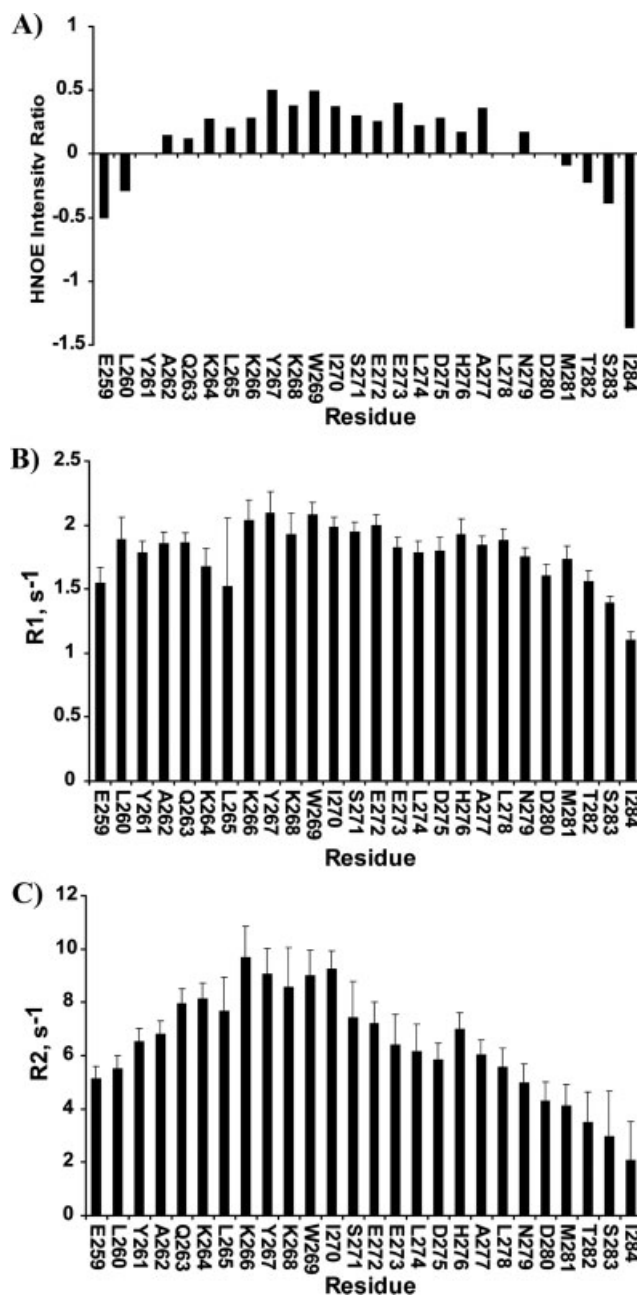 A)
HNOE Intensity Ratio
1
0.5
0
-0.5
-1
-1.5
E259 L260 Y261 A262 Q263 K264 L265 K266 Y267 K268 W269 I270 S271 E272 E273 L274 D275 H276 A277 L278 N279 D280 M281 T282 S283 I284
Residue
B)
R1, s-1
2.5
2
1.5
1
0.5
0
E259 L260 Y261 A262 Q263 K264 L265 K266 Y267 K268 W269 I270 S271 E272 E273 L274 D275 H276 A277 L278 N279 D280 M281 T282 S283 I284
Residue
C)
R2, s-1
12
10
8
6
4
2
0
E259 L260 Y261 A262 Q263 K264 L265 K266 Y267 K268 W269 I270 S271 E272 E273 L274 D275 H276 A277 L278 N279 D280 M281 T282 S283 I284
Residue